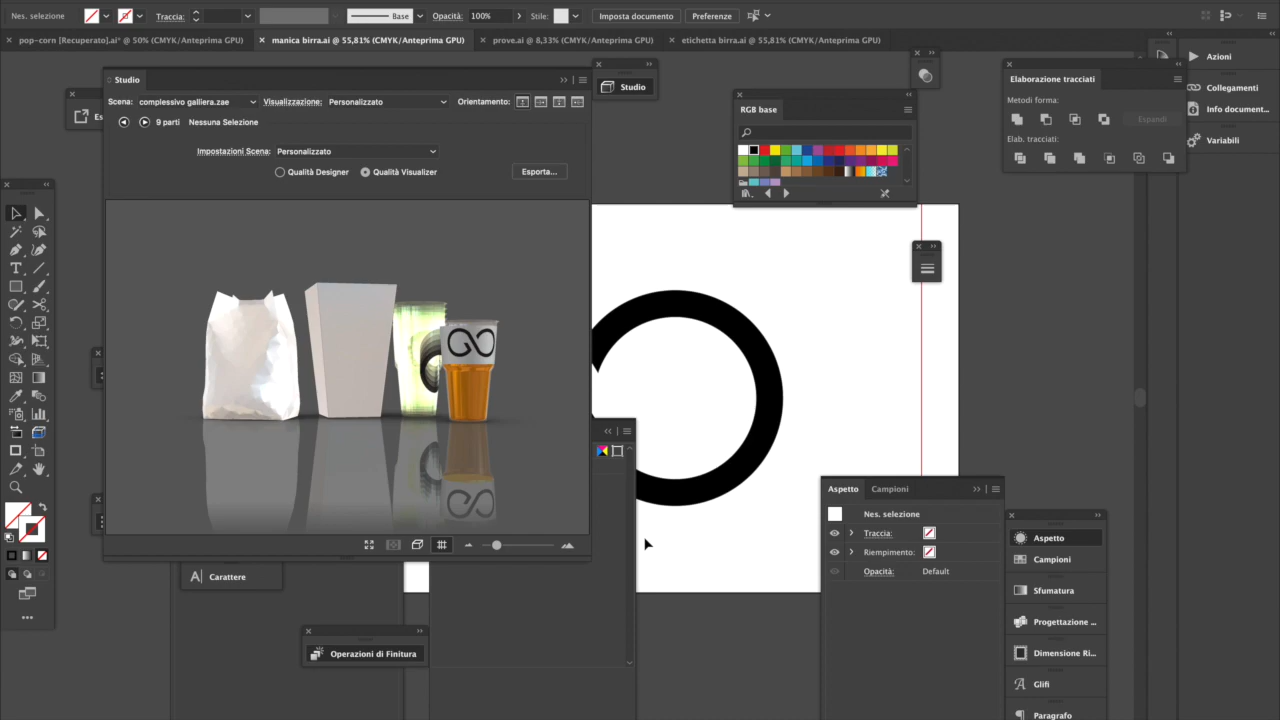 Nes. selezione
Traccia:
Base
Opacità:
100%
Stile:
Imposta documento
Preferenze
pop-corn [Recuperato].ai* @ 50% (CMYK/Anteprima GPU)
manica birra.ai @ 55,81% (CMYK/Anteprima GPU)
prove.ai @ 8,33% (CMYK/Anteprima GPU)
etichetta birra.ai @ 55,81% (CMYK/Anteprima GPU)
Studio
Scena:
complessivo galliera.zae
Visualizzazione:
Personalizzato
Orientamento:
9 parti
Nessuna Selezione
Impostazioni Scena:
Personalizzato
Qualità Designer
Qualità Visualizer
Esporta...
Es
Studio
RGB base
Elaborazione tracciati
Metodi forma:
Espandi
Elab. tracciati:
Azioni
Collegamenti
Info document...
Variabili
Carattere
Operazioni di Finitura
Aspetto
Campioni
Nes. selezione
Traccia:
Riempimento:
Opacità:
Default
Aspetto
Campioni
Sfumatura
Progettazione ...
Dimensione Ri...
Glifi
Paragrafo